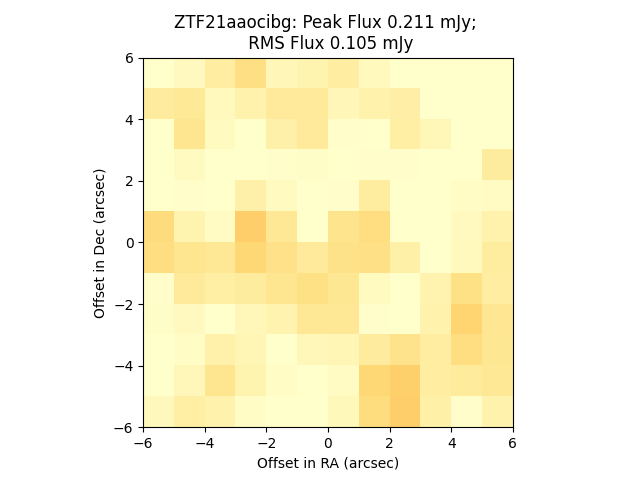 ZTF21aaocibg: Peak Flux 0.211 mJy;
RMS Flux 0.105 mJy
6
4
2
0
−2
−4
−6
Offset in Dec (arcsec)
−6 −4 −2 0 2 4 6
Offset in RA (arcsec)